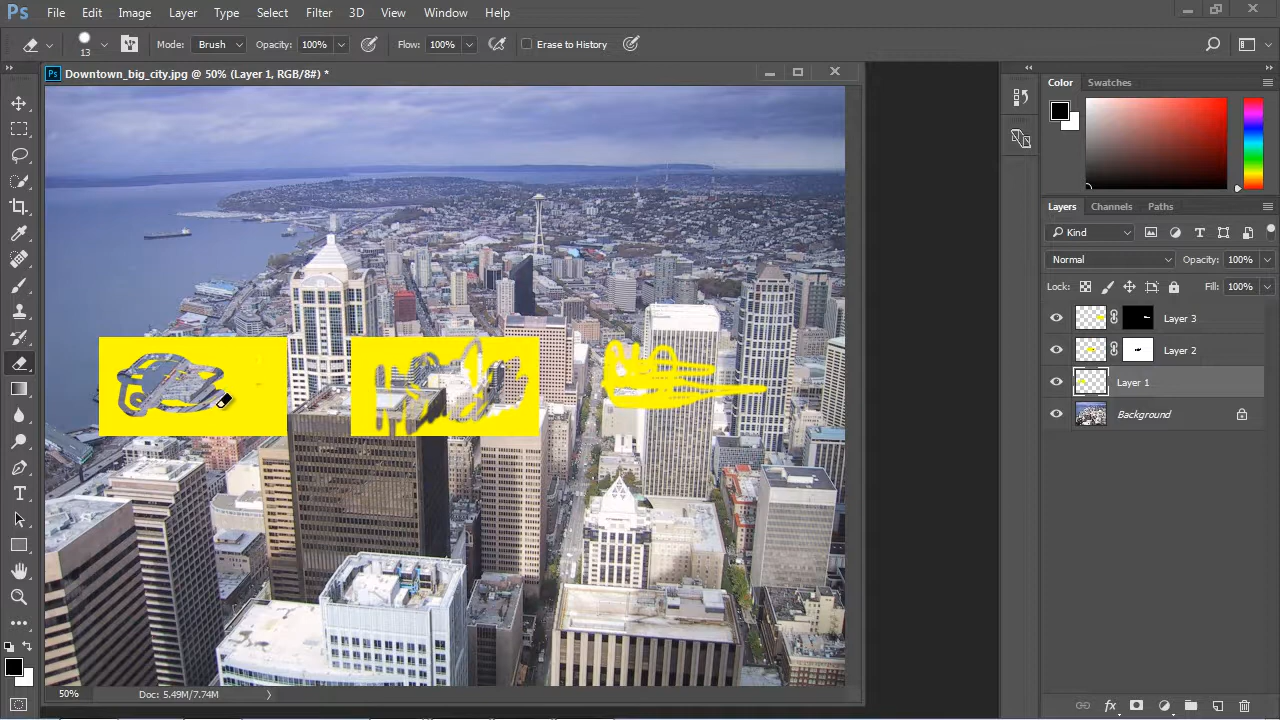 Ps File Edit Image Layer Type Select Filter 3D View Window Help
13 Mode: Brush Opacity: 100% Flow: 100% Erase to History
Ps Downtown_big_city.jpg @ 50% (Layer 1, RGB/8#) *
Color Swatches
Layers Channels Paths
Kind
Normal Opacity: 100%
Lock: Fill: 100%
Layer 3
Layer 2
Layer 1
Background
50% Doc: 5.49M/7.74M